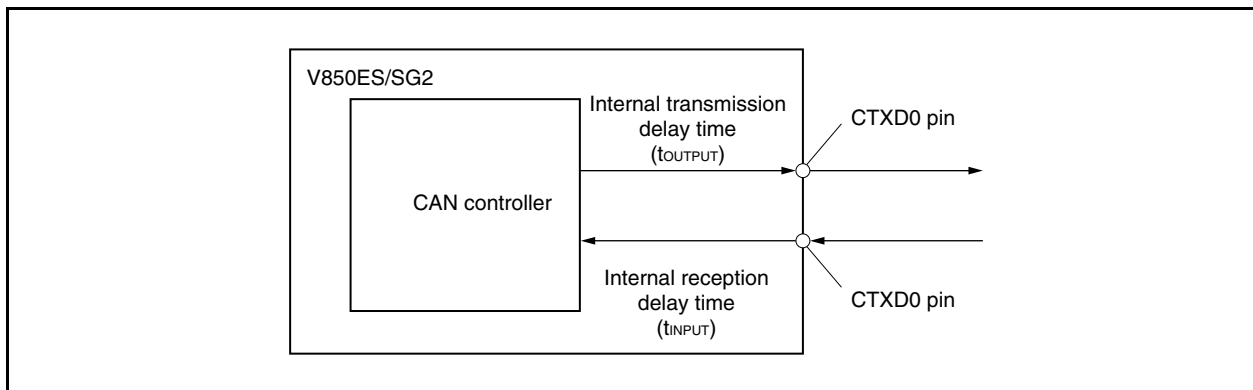 V850ES/SG2
Internal transmission
delay time
(tOUTPUT)
CTXD0 pin
CAN controller
Internal reception
delay time
(tINPUT)
CTXD0 pin